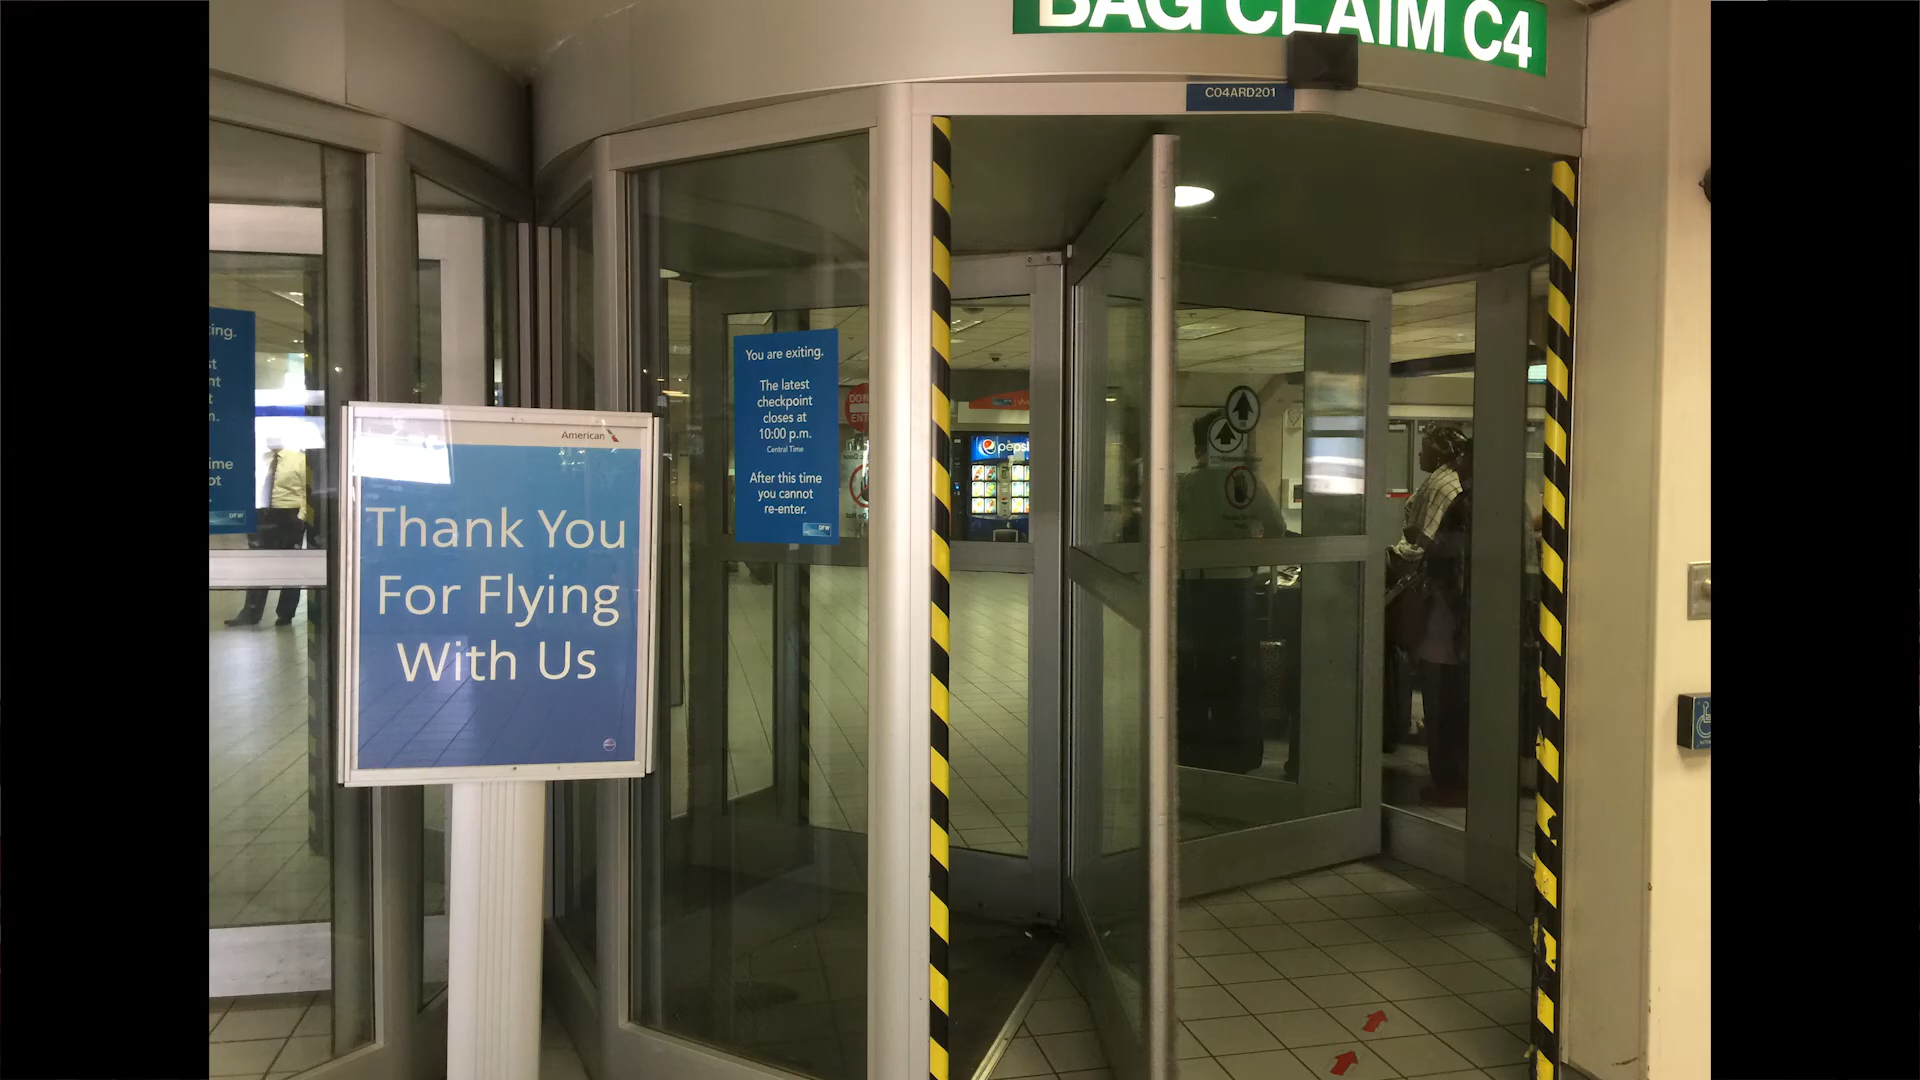 BAG CLAIM C4
C04ARD201
You are exiting.
The latest
checkpoint
closes at
10:00 p.m.
Central Time
After this time
you cannot
re-enter.
DFW
American
Thank You
For Flying
With Us
pepsi
DFW